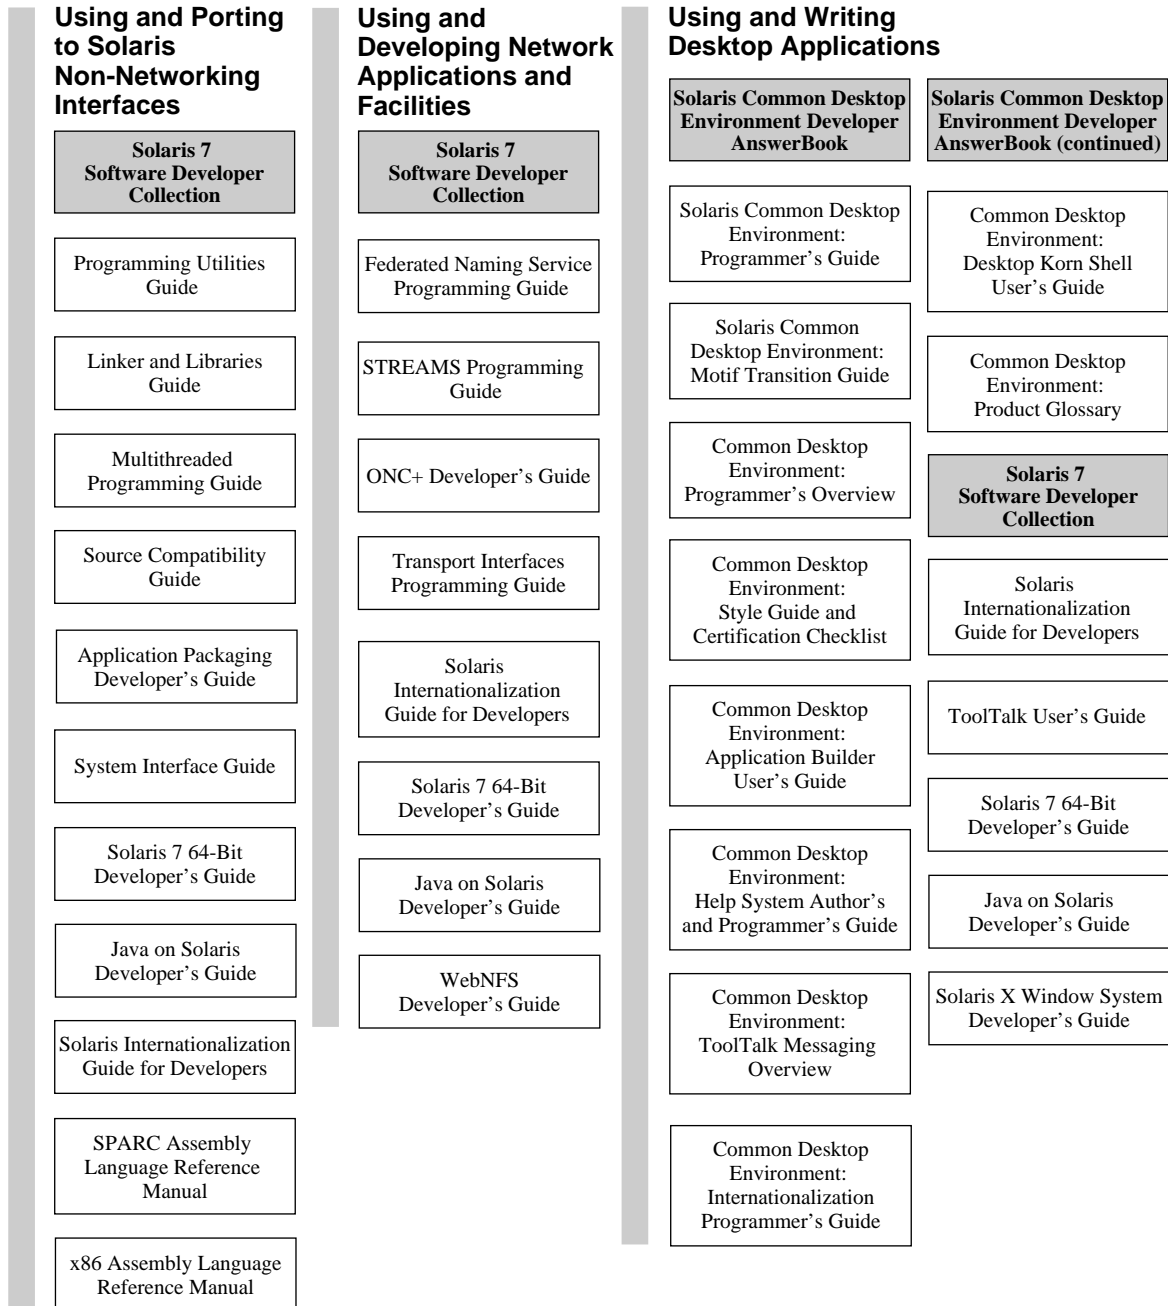 Using and Porting
to Solaris
Non-Networking
Interfaces
Solaris 7
Software Developer
Collection
Programming Utilities
Guide
Linker and Libraries
Guide
Multithreaded
Programming Guide
Source Compatibility
Guide
Application Packaging
Developer’s Guide
System Interface Guide
Solaris 7 64-Bit
Developer’s Guide
Java on Solaris
Developer’s Guide
Solaris Internationalization
Guide for Developers
SPARC Assembly
Language Reference
Manual
x86 Assembly Language
Reference Manual
Using and
Developing Network
Applications and
Facilities
Solaris 7
Software Developer
Collection
Federated Naming Service
Programming Guide
STREAMS Programming
Guide
ONC+ Developer’s Guide
Transport Interfaces
Programming Guide
Solaris
Internationalization
Guide for Developers
Solaris 7 64-Bit
Developer’s Guide
Java on Solaris
Developer’s Guide
WebNFS
Developer’s Guide
Using and Writing
Desktop Applications
Solaris Common Desktop
Environment Developer
AnswerBook
Solaris Common Desktop
Environment:
Programmer’s Guide
Solaris Common
Desktop Environment:
Motif Transition Guide
Common Desktop
Environment:
Programmer’s Overview
Common Desktop
Environment:
Style Guide and
Certification Checklist
Common Desktop
Environment:
Application Builder
User’s Guide
Common Desktop
Environment:
Help System Author’s
and Programmer’s Guide
Common Desktop
Environment:
ToolTalk Messaging
Overview
Common Desktop
Environment:
Internationalization
Programmer’s Guide
Solaris Common Desktop
Environment Developer
AnswerBook (continued)
Common Desktop
Environment:
Desktop Korn Shell
User’s Guide
Common Desktop
Environment:
Product Glossary
Solaris 7
Software Developer
Collection
Solaris
Internationalization
Guide for Developers
ToolTalk User’s Guide
Solaris 7 64-Bit
Developer’s Guide
Java on Solaris
Developer’s Guide
Solaris X Window System
Developer’s Guide